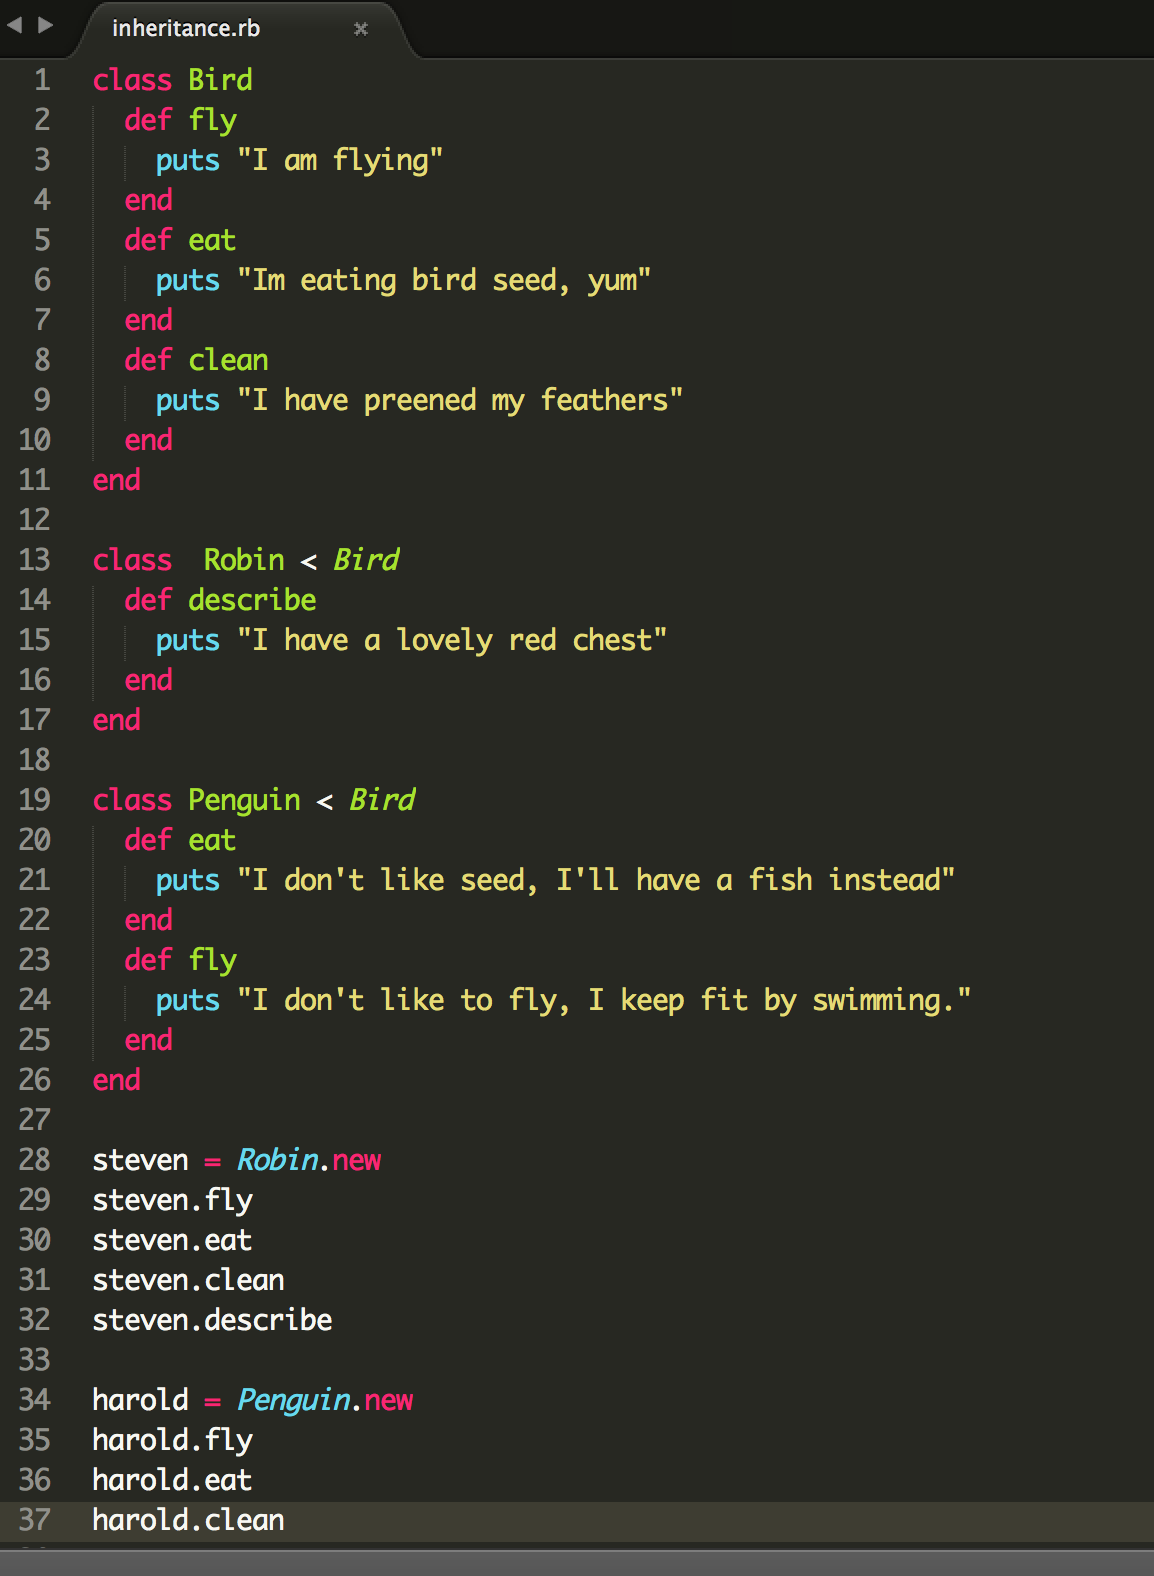 inheritance.rb
1 class Bird
2   def fly
3     puts "I am flying"
4   end
5   def eat
6     puts "Im eating bird seed, yum"
7   end
8   def clean
9     puts "I have preened my feathers"
10   end
11 end
12
13 class  Robin < Bird
14   def describe
15     puts "I have a lovely red chest"
16   end
17 end
18
19 class Penguin < Bird
20   def eat
21     puts "I don't like seed, I'll have a fish instead"
22   end
23   def fly
24     puts "I don't like to fly, I keep fit by swimming."
25   end
26 end
27
28 steven = Robin.new
29 steven.fly
30 steven.eat
31 steven.clean
32 steven.describe
33
34 harold = Penguin.new
35 harold.fly
36 harold.eat
37 harold.clean